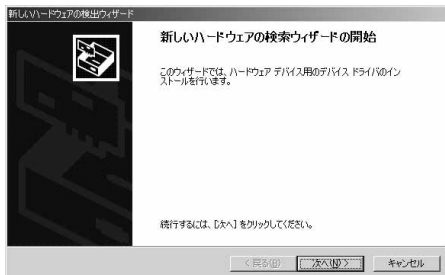 新しいハードウェアの検出ウィザード
新しいハードウェアの検索ウィザードの開始
このウィザードでは、ハードウェア デバイス用のデバイス ドライバのイン
ストールを行います。
続行するには、[次へ] をクリックしてください。
< 戻る(B)
次へ(N) >
キャンセル